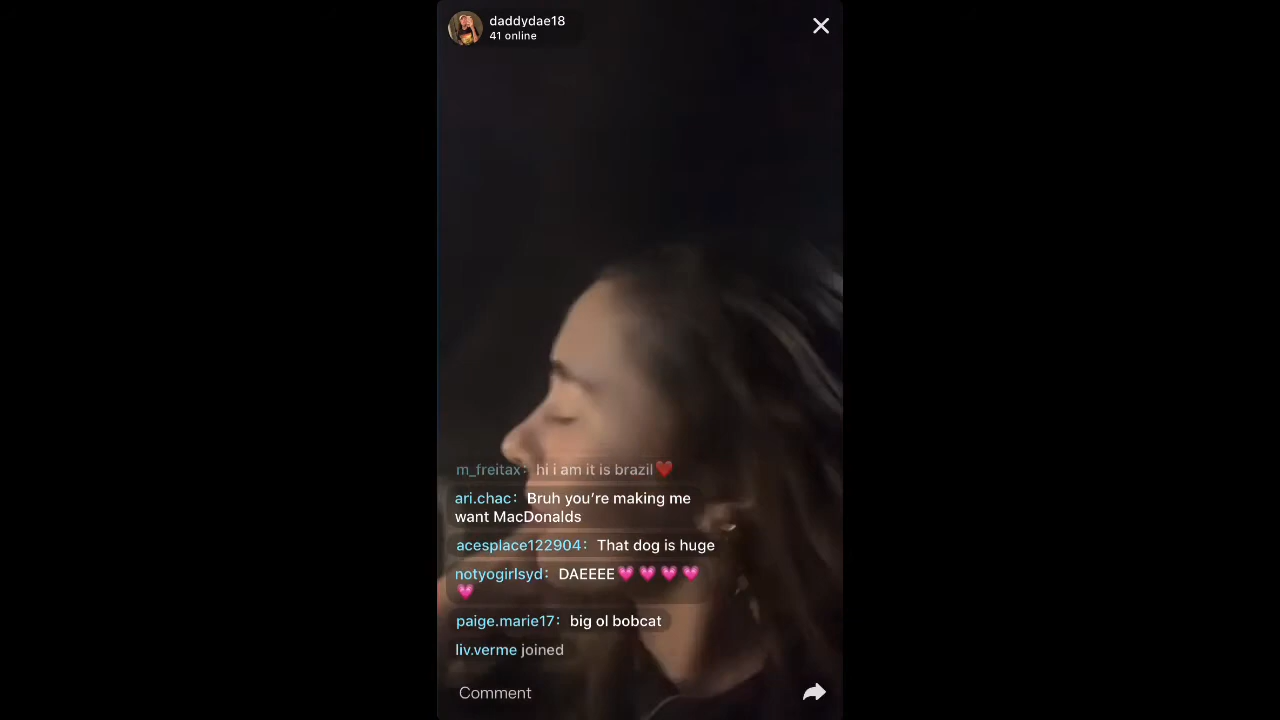 daddydae18
41 online
m_freitax: hi i am it is brazil❤️
ari.chac: Bruh you’re making me
want MacDonalds
acesplace122904: That dog is huge
notyogirlsyd: DAEEEE💗💗💗💗
💗
paige.marie17: big ol bobcat
liv.verme joined
Comment